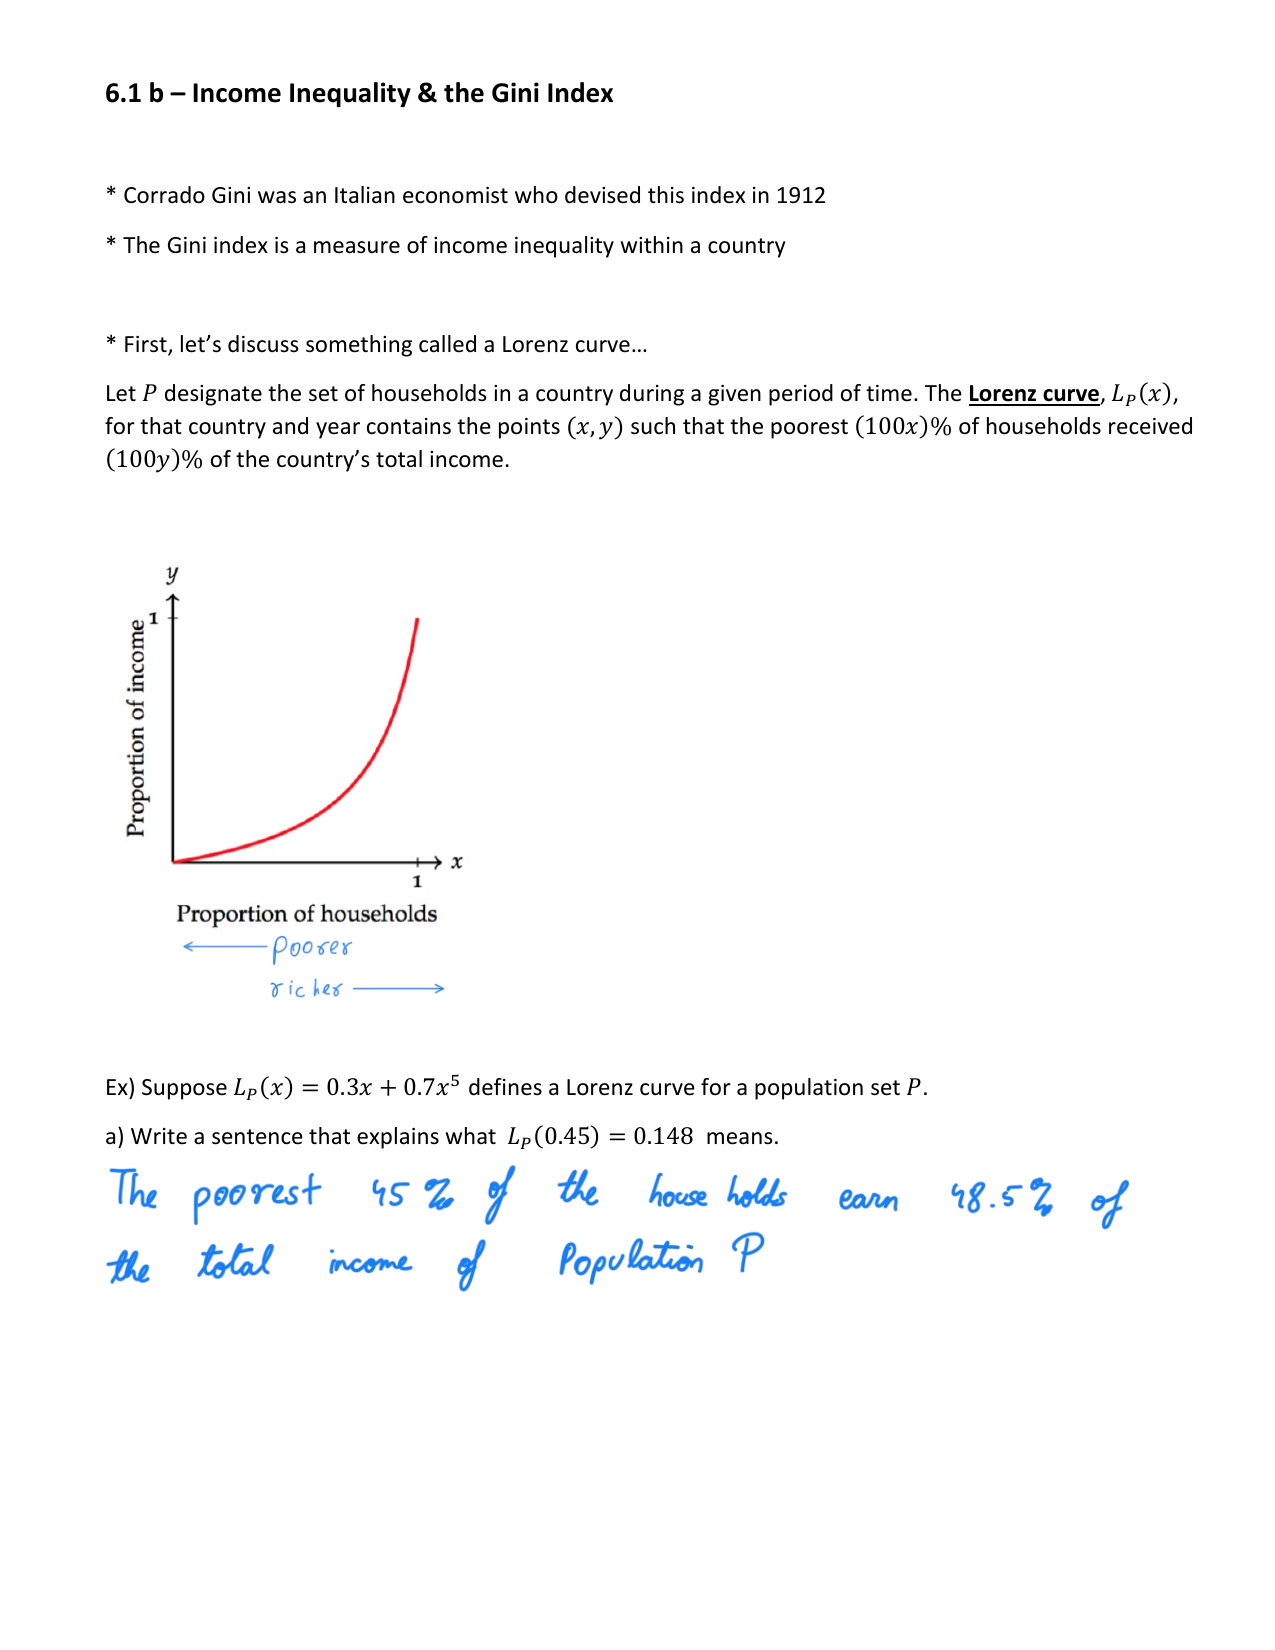 6.1 b – Income Inequality & the Gini Index
* Corrado Gini was an Italian economist who devised this index in 1912
* The Gini index is a measure of income inequality within a country
* First, let’s discuss something called a Lorenz curve…
Let P designate the set of households in a country during a given period of time. The Lorenz curve, L_P(x),
for that country and year contains the points (x, y) such that the poorest (100x)% of households received
(100y)% of the country’s total income.
y
1
Proportion of income
x
1
Proportion of households
← poorer
richer →
Ex) Suppose L_P(x) = 0.3x + 0.7x⁵ defines a Lorenz curve for a population set P.
a) Write a sentence that explains what L_P(0.45) = 0.148 means.
The poorest 45% of the house holds earn 48.5% of
the total income of Population P